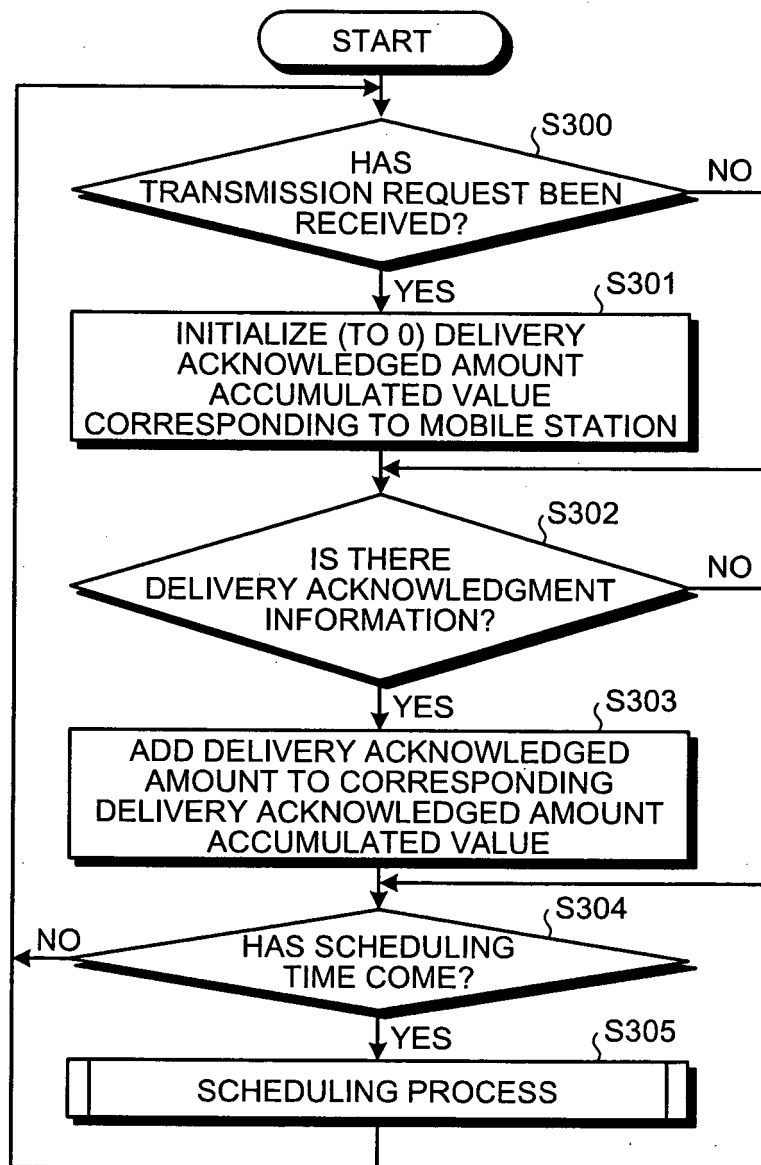 START
S300
HAS
TRANSMISSION REQUEST BEEN
RECEIVED?
NO
YES
S301
INITIALIZE (TO 0) DELIVERY
ACKNOWLEDGED AMOUNT
ACCUMULATED VALUE
CORRESPONDING TO MOBILE STATION
S302
IS THERE
DELIVERY ACKNOWLEDGMENT
INFORMATION?
NO
YES
S303
ADD DELIVERY ACKNOWLEDGED
AMOUNT TO CORRESPONDING
DELIVERY ACKNOWLEDGED AMOUNT
ACCUMULATED VALUE
S304
NO
HAS SCHEDULING
TIME COME?
YES
S305
SCHEDULING PROCESS